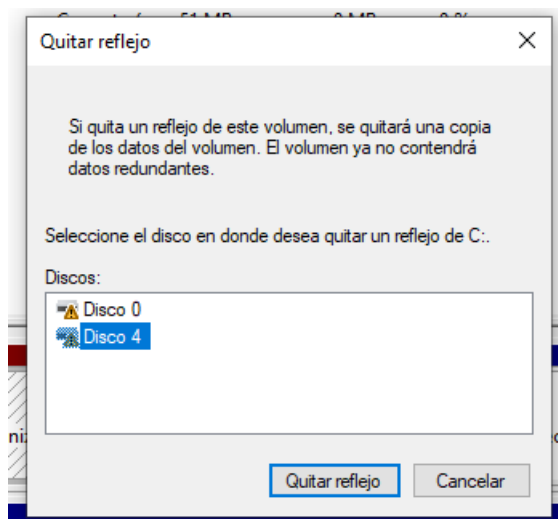 Quitar reflejo
Si quita un reflejo de este volumen, se quitará una copia
de los datos del volumen. El volumen ya no contendrá
datos redundantes.
Seleccione el disco en donde desea quitar un reflejo de C:.
Discos:
Disco 0
Disco 4
Quitar reflejo Cancelar